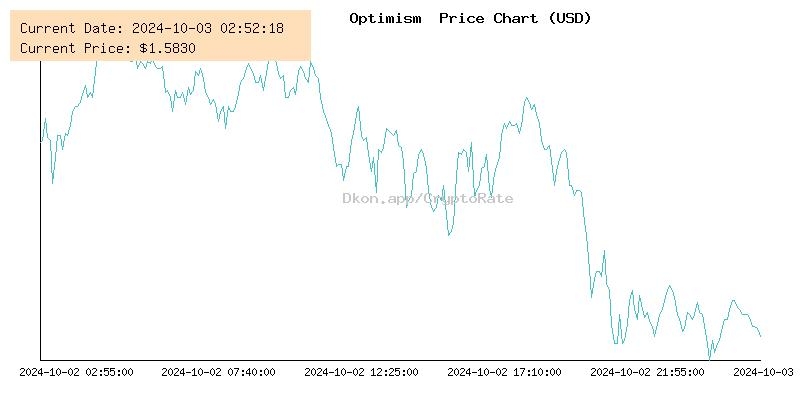 Optimism  Price Chart (USD)
Current Date: 2024-10-03 02:52:18
Current Price: $1.5830
Dkon.app/CryptoRate
2024-10-02 02:55:00 2024-10-02 07:40:00 2024-10-02 12:25:00 2024-10-02 17:10:00 2024-10-02 21:55:00 2024-10-03